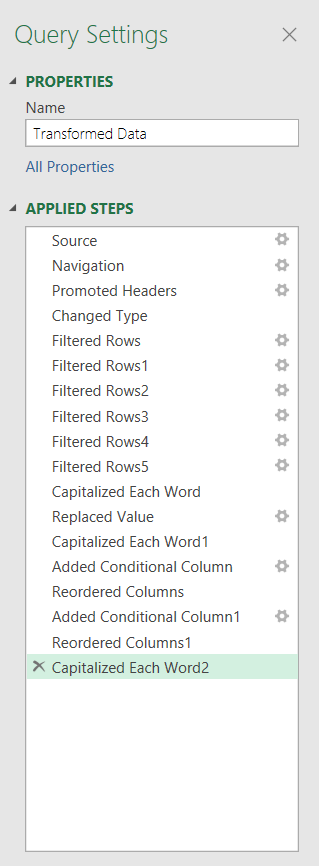 Query Settings
PROPERTIES
Name
Transformed Data
All Properties
APPLIED STEPS
Source
Navigation
Promoted Headers
Changed Type
Filtered Rows
Filtered Rows1
Filtered Rows2
Filtered Rows3
Filtered Rows4
Filtered Rows5
Capitalized Each Word
Replaced Value
Capitalized Each Word1
Added Conditional Column
Reordered Columns
Added Conditional Column1
Reordered Columns1
Capitalized Each Word2